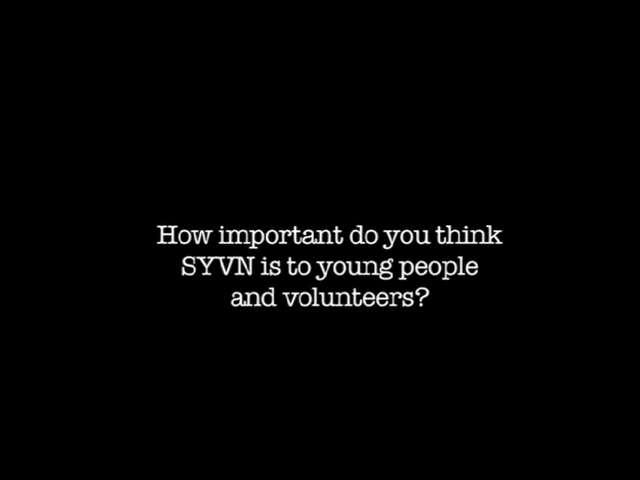 How important do you think
SYVN is to young people
and volunteers?